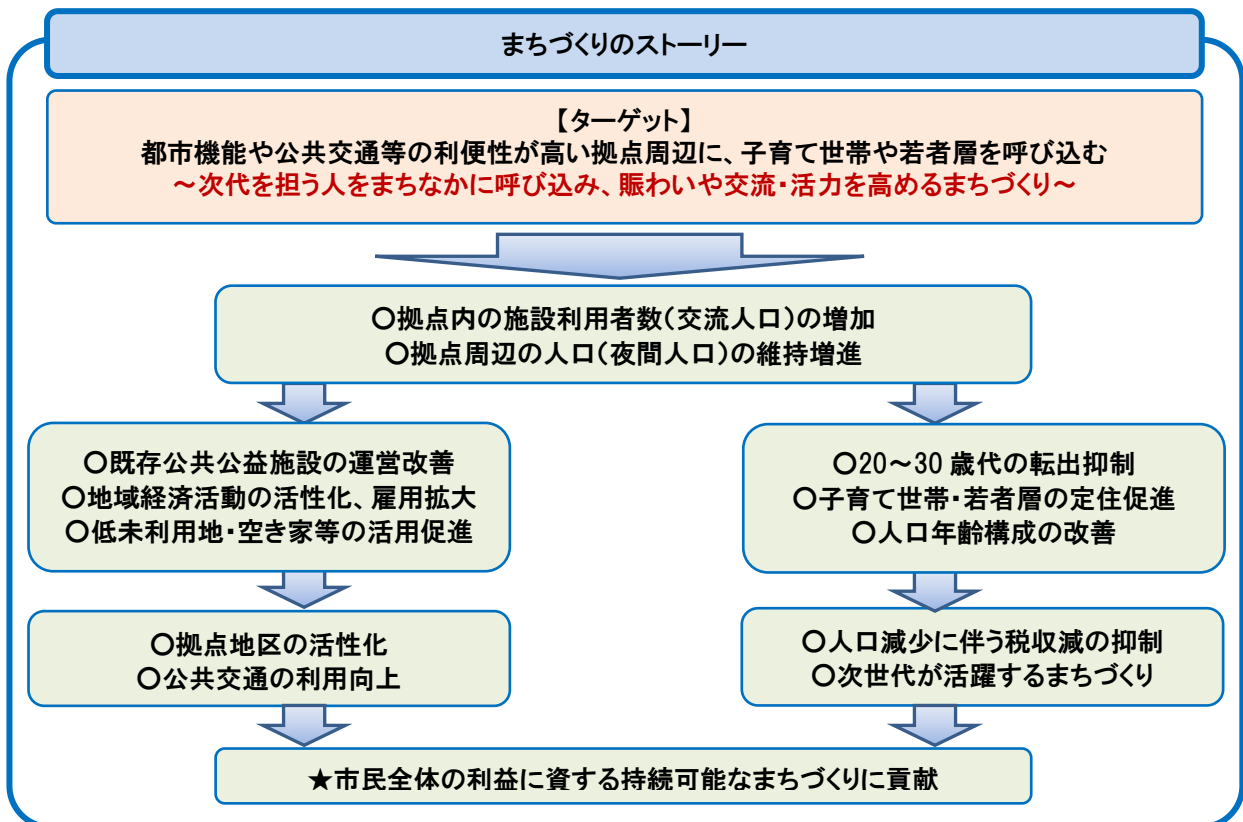 まちづくりのストーリー
【ターゲット】
都市機能や公共交通等の利便性が高い拠点周辺に、子育て世帯や若者層を呼び込む
～次代を担う人をまちなかに呼び込み、賑わいや交流・活力を高めるまちづくり～
○拠点内の施設利用者数(交流人口)の増加
○拠点周辺の人口(夜間人口)の維持増進
○既存公共公益施設の運営改善
○地域経済活動の活性化、雇用拡大
○低未利用地・空き家等の活用促進
○20～30歳代の転出抑制
○子育て世帯・若者層の定住促進
○人口年齢構成の改善
○拠点地区の活性化
○公共交通の利用向上
○人口減少に伴う税収減の抑制
○次世代が活躍するまちづくり
★市民全体の利益に資する持続可能なまちづくりに貢献